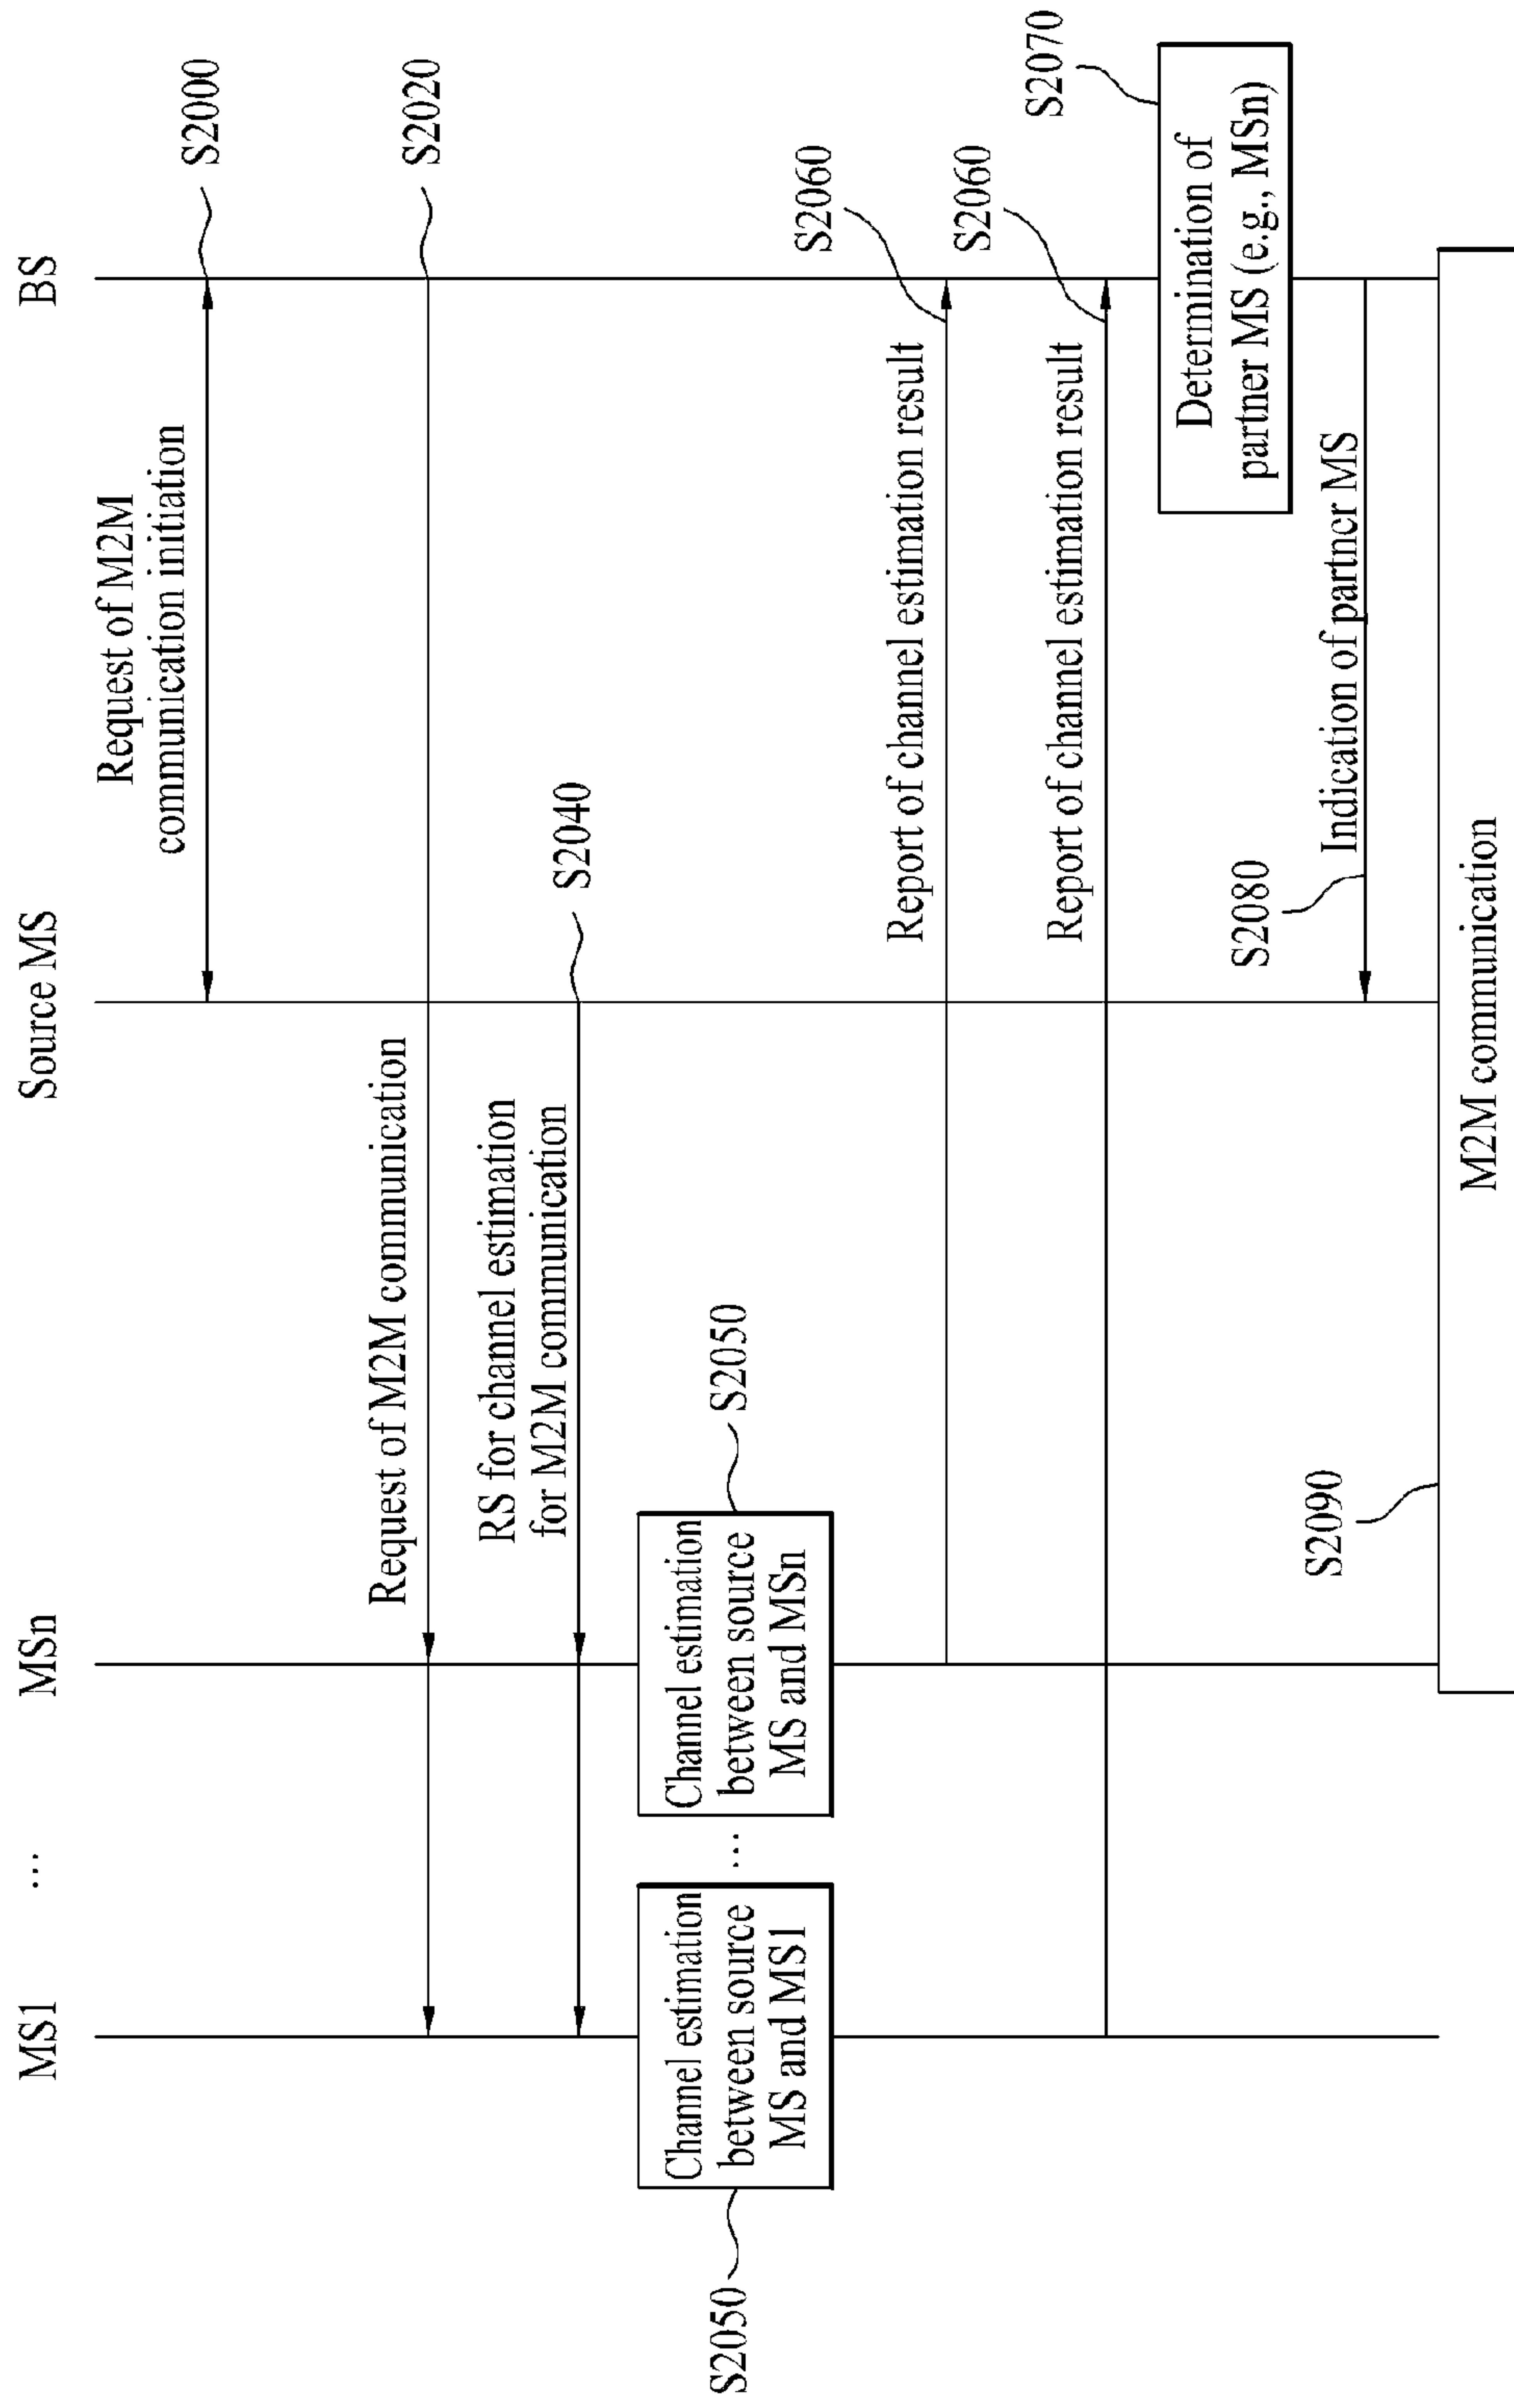 MS1
...
MSn
Source MS
BS
Request of M2M
communication initiation
S2000
Request of M2M communication
S2020
RS for channel estimation
for M2M communication
S2040
S2050
Channel estimation
between source
MS and MS1
...
Channel estimation
between source
MS and MSn
S2050
Report of channel estimation result
S2060
Report of channel estimation result
S2060
Determination of
partner MS (e.g., MSn)
S2070
S2080
Indication of partner MS
S2090
M2M communication